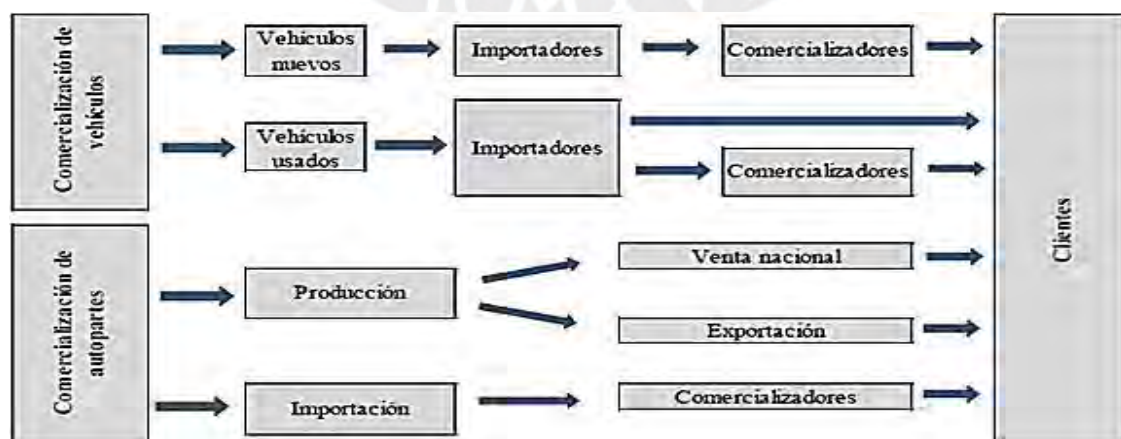 Comercialización de
vehículos
Vehículos
nuevos
Importadores
Comercializadores
Vehículos
usados
Importadores
Comercializadores
Comercialización de
autopartes
Producción
Venta nacional
Exportación
Importación
Comercializadores
Clientes